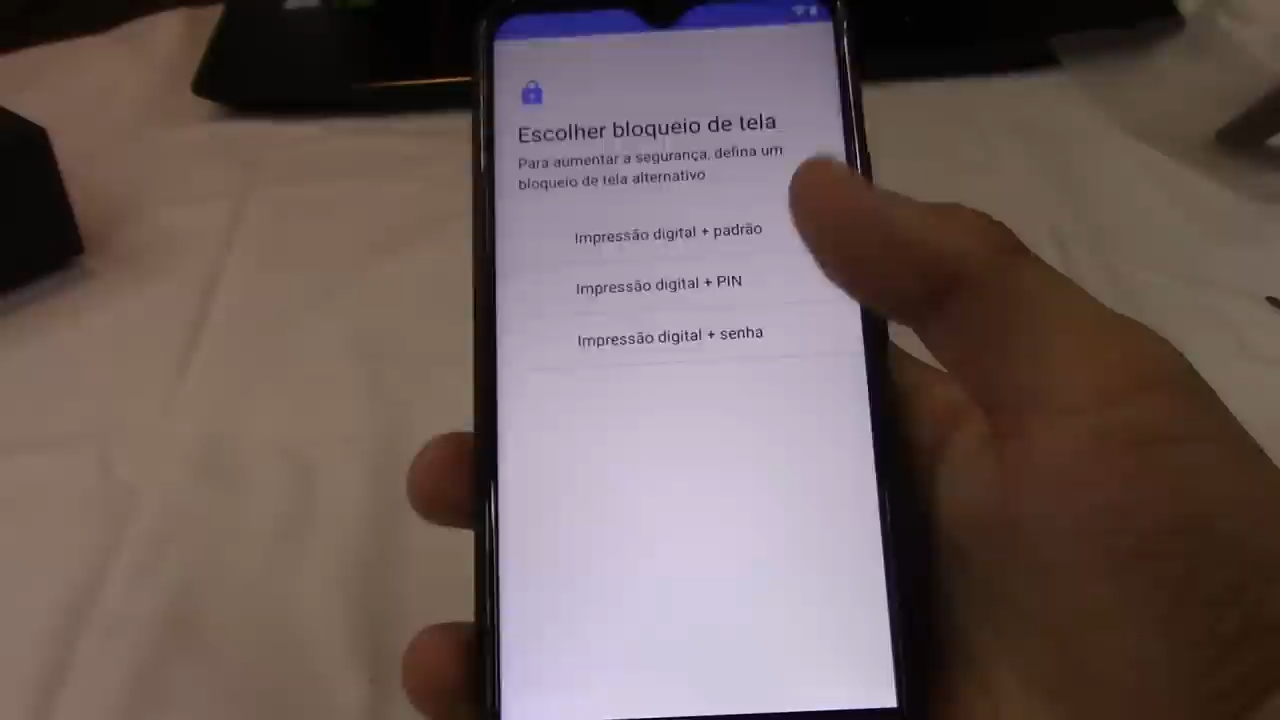 Escolher bloqueio de tela
Para aumentar a segurança, defina um
bloqueio de tela alternativo
Impressão digital + padrão
Impressão digital + PIN
Impressão digital + senha